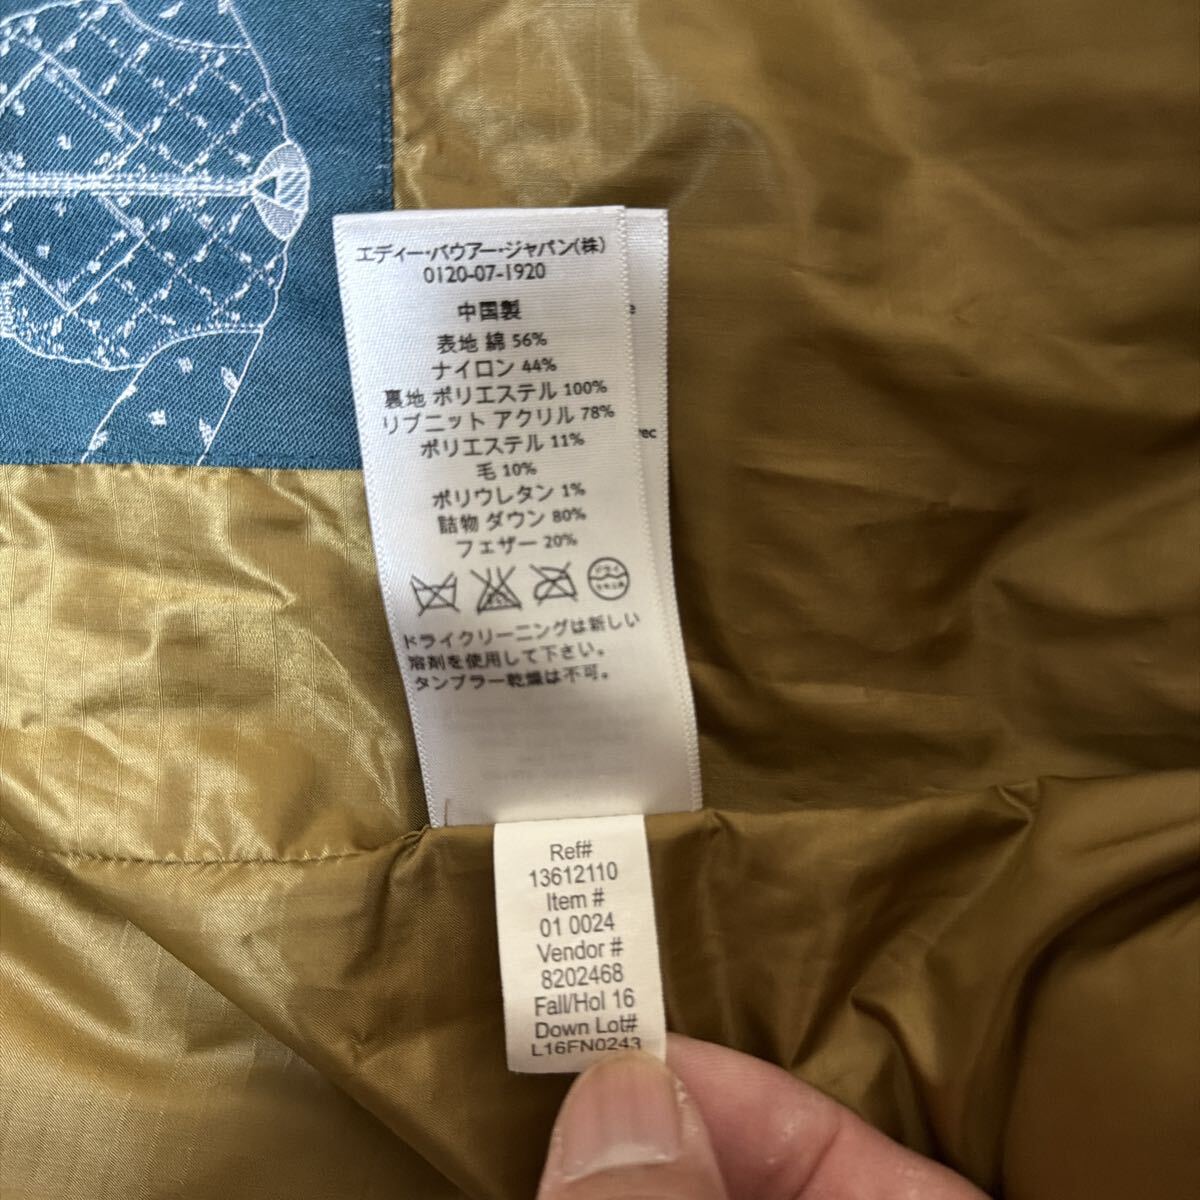 エディー・バウアー・ジャパン(株)
0120-07-1920
中国製
表地 綿 56%
ナイロン 44%
裏地 ポリエステル 100%
リブニット アクリル 78%
ポリエステル 11%
毛 10%
ポリウレタン 1%
詰物 ダウン 80%
フェザー 20%
ドライ
ドライクリーニングは新しい
溶剤を使用して下さい。
タンブラー乾燥は不可。
e
vec
Ref#
13612110
Item #
01 0024
Vendor #
8202468
Fall/Hol 16
Down Lot#
L16FN0243